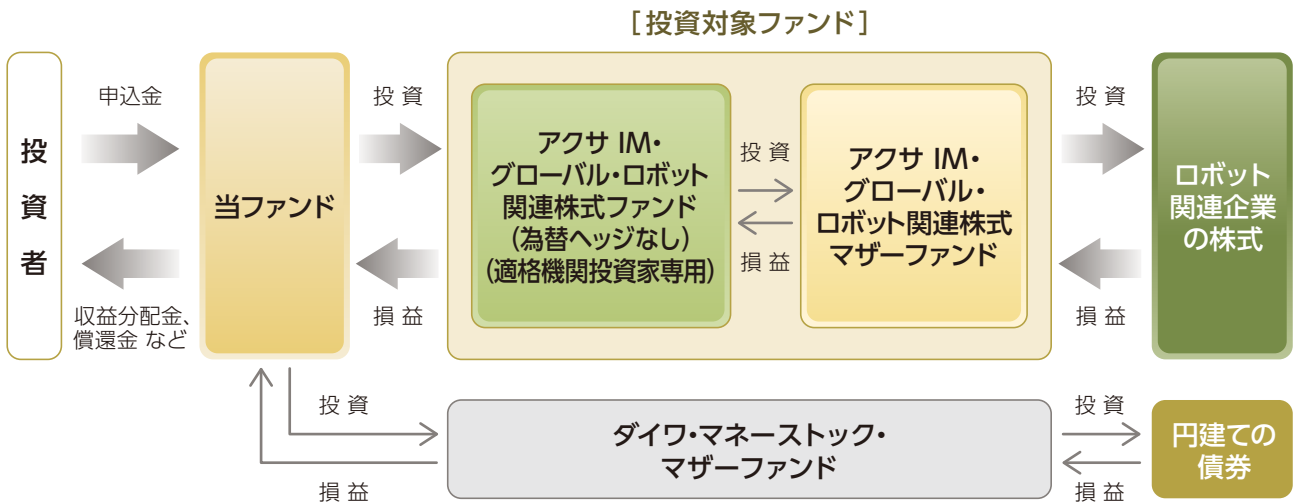 [投資対象ファンド]
投資者
申込金
収益分配金、
償還金 など
当ファンド
投 資
損 益
アクサ IM・
グローバル・ロボット
関連株式ファンド
(為替ヘッジなし)
(適格機関投資家専用)
投 資
損 益
アクサ IM・
グローバル・
ロボット関連株式
マザーファンド
投 資
損 益
ロボット
関連企業
の株式
投 資
損 益
ダイワ・マネーストック・
マザーファンド
投 資
損 益
円建ての
債券